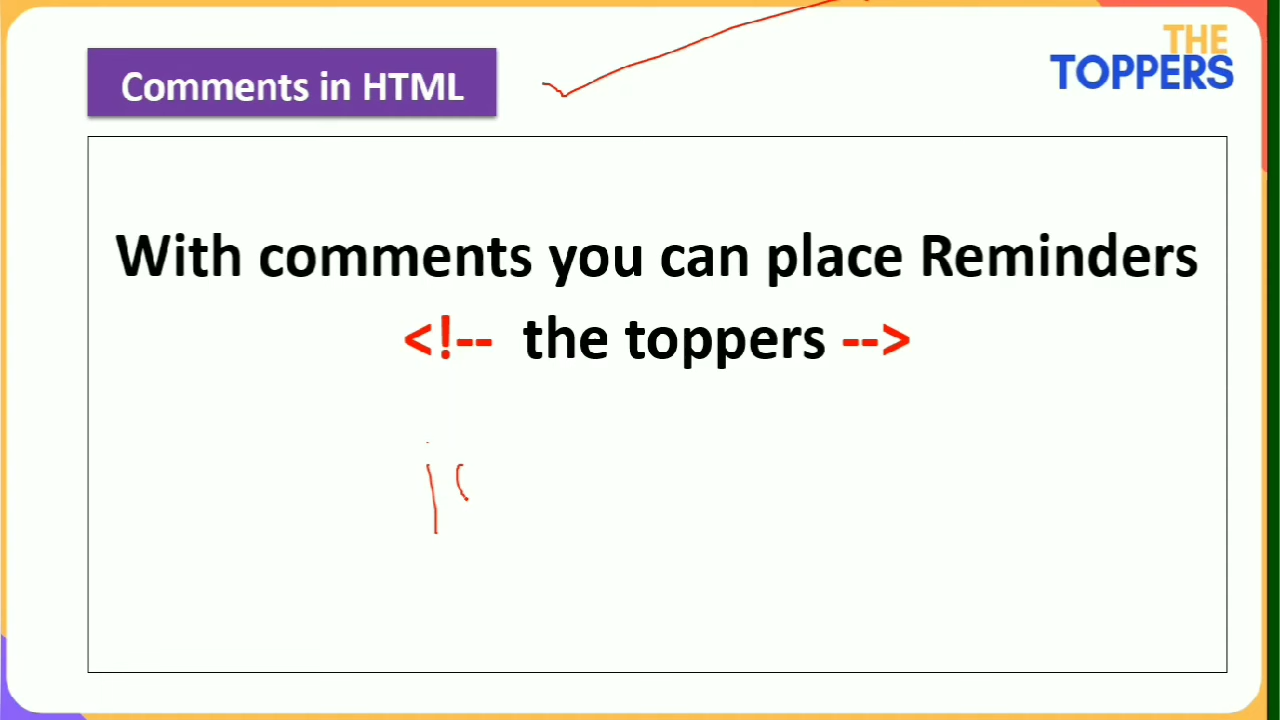 THE
TOPPERS
Comments in HTML
With comments you can place Reminders
<!-- the toppers -->